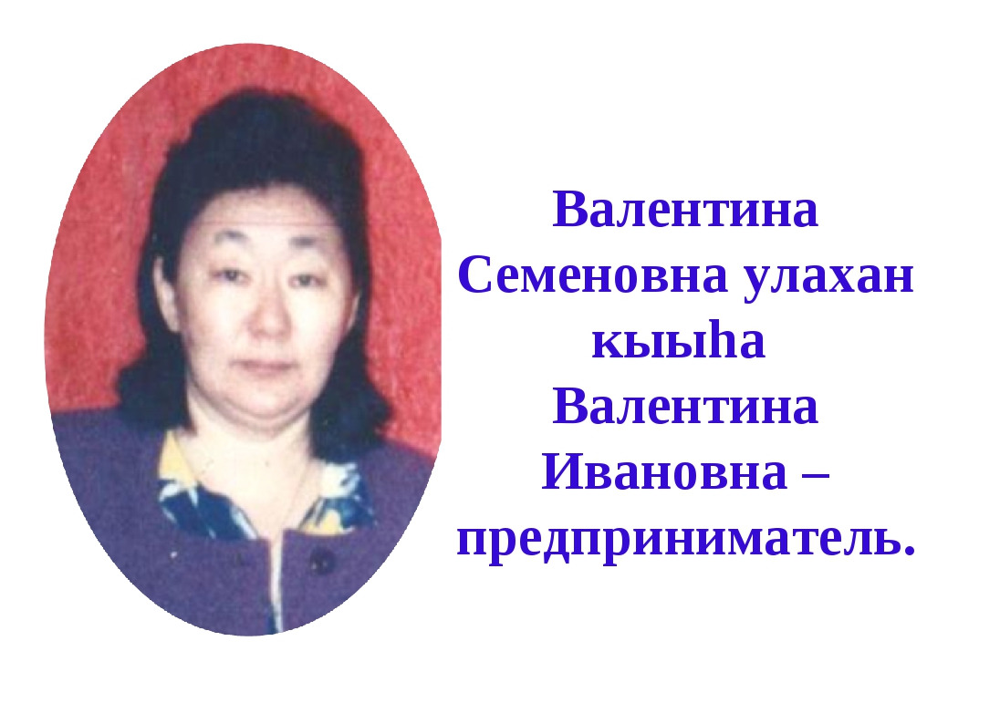 Валентина
Семеновна улахан
кыыһа
Валентина
Ивановна –
предприниматель.